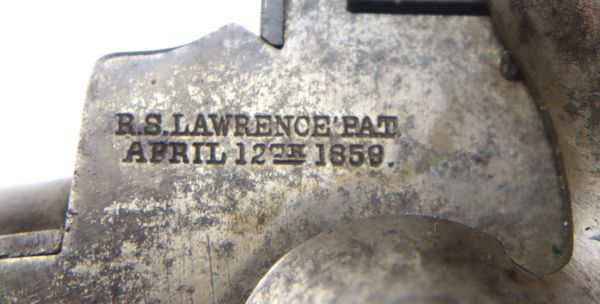 R.S. LAWRENCE' PAT.
APRIL 12TH 1859.